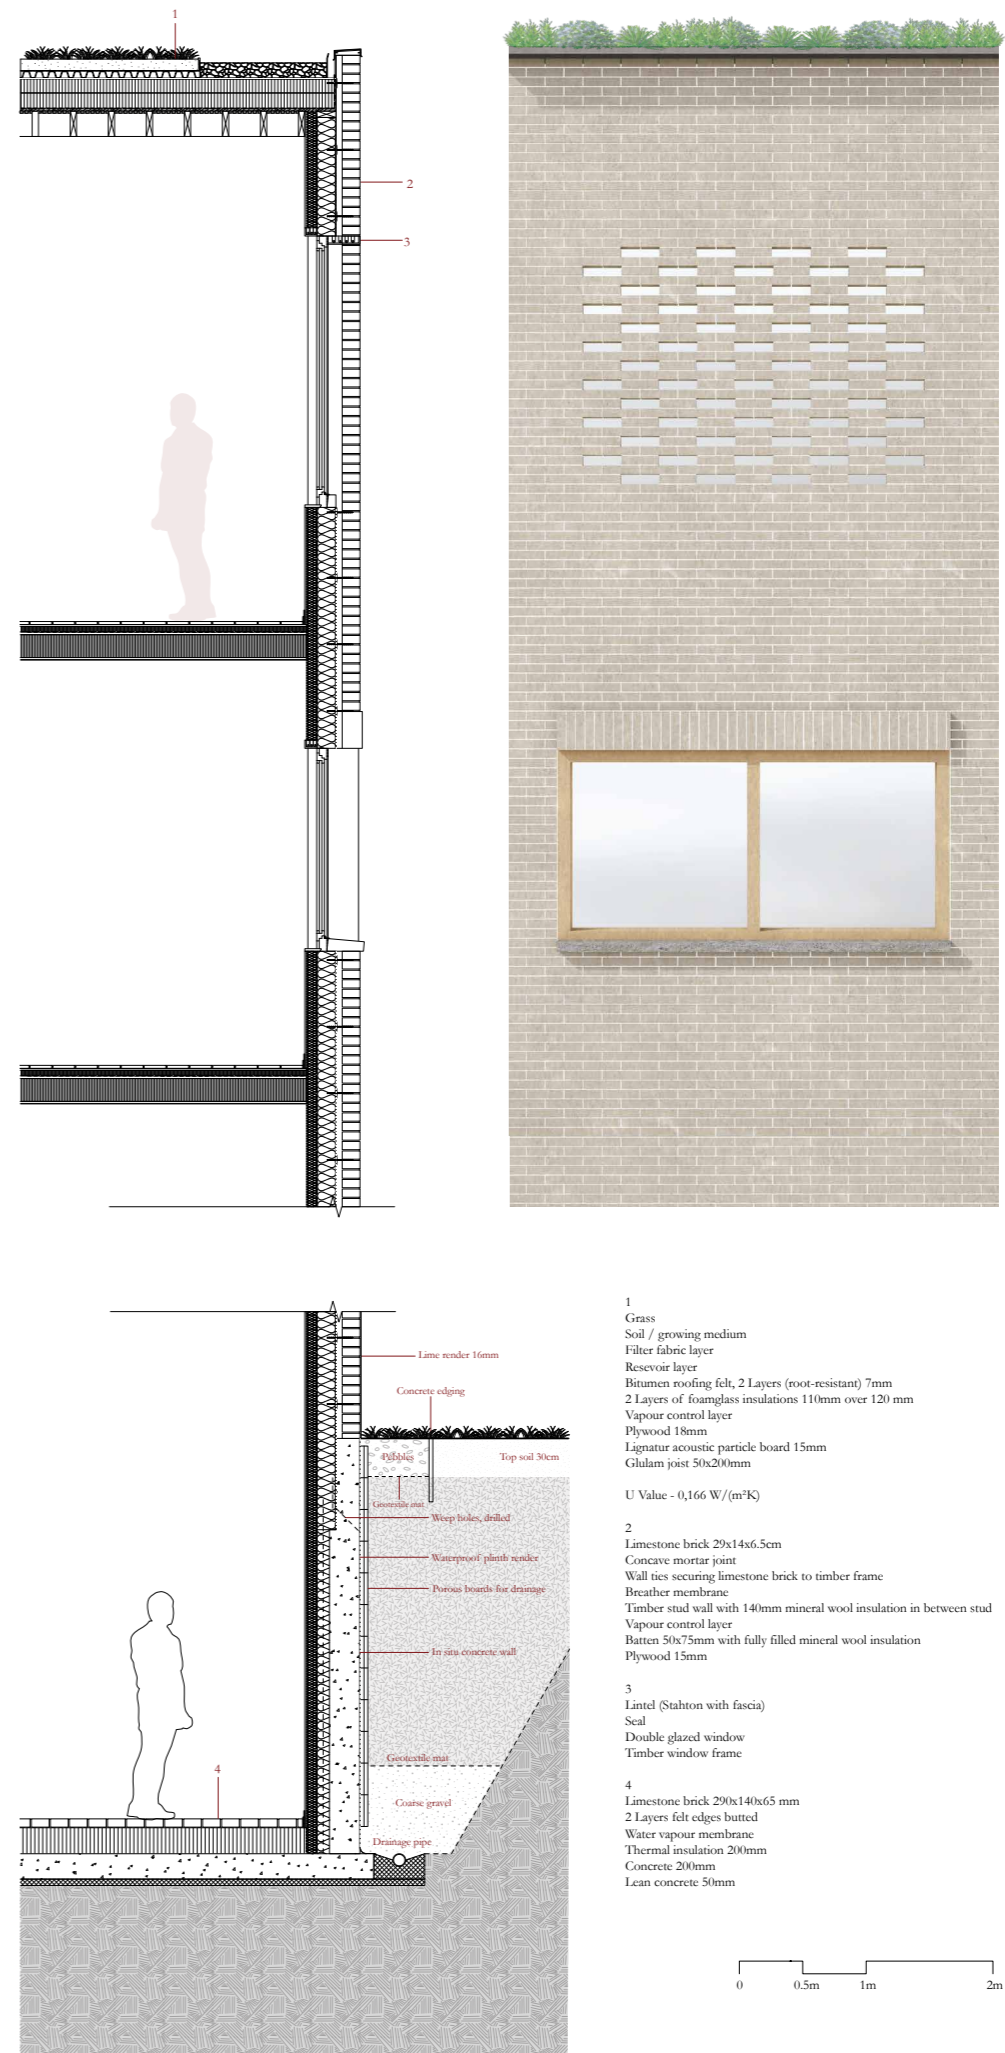 1
2
3
Lime render 16mm
Concrete edging
Pebbles
Top soil 30cm
Geotextile mat
Weep holes, drilled
Waterproof plinth render
Porous boards for drainage
In situ concrete wall
Geotextile mat
4
Coarse gravel
Drainage pipe
1
Grass
Soil / growing medium
Filter fabric layer
Resevoir layer
Bitumen roofing felt, 2 Layers (root-resistant) 7mm
2 Layers of foamglass insulations 110mm over 120 mm
Vapour control layer
Plywood 18mm
Lignatur acoustic particle board 15mm
Glulam joist 50x200mm
U Value - 0,166 W/(m²K)
2
Limestone brick 29x14x6.5cm
Concave mortar joint
Wall ties securing limestone brick to timber frame
Breather membrane
Timber stud wall with 140mm mineral wool insulation in between stud
Vapour control layer
Batten 50x75mm with fully filled mineral wool insulation
Plywood 15mm
3
Lintel (Stahton with fascia)
Seal
Double glazed window
Timber window frame
4
Limestone brick 290x140x65 mm
2 Layers felt edges butted
Water vapour membrane
Thermal insulation 200mm
Concrete 200mm
Lean concrete 50mm
0 0.5m 1m 2m